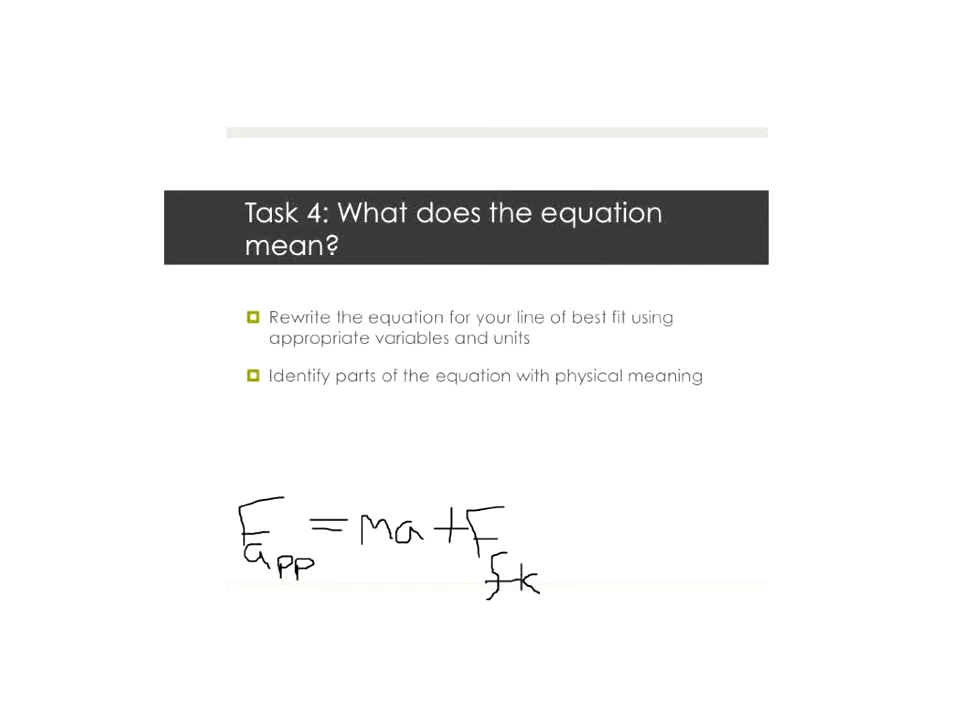 Task 4: What does the equation
mean?
Rewrite the equation for your line of best fit using
appropriate variables and units
Identify parts of the equation with physical meaning
F_app = ma + F_fk